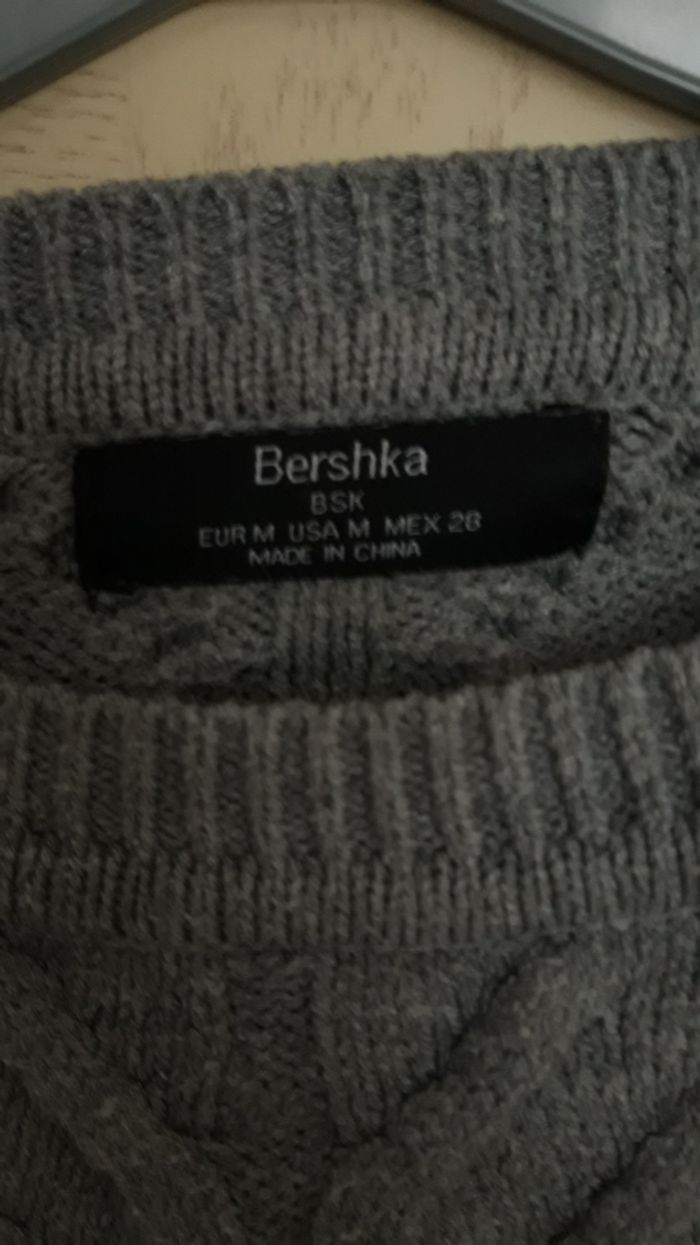 Bershka
BSK
EUR M USA M MEX 28
MADE IN CHINA